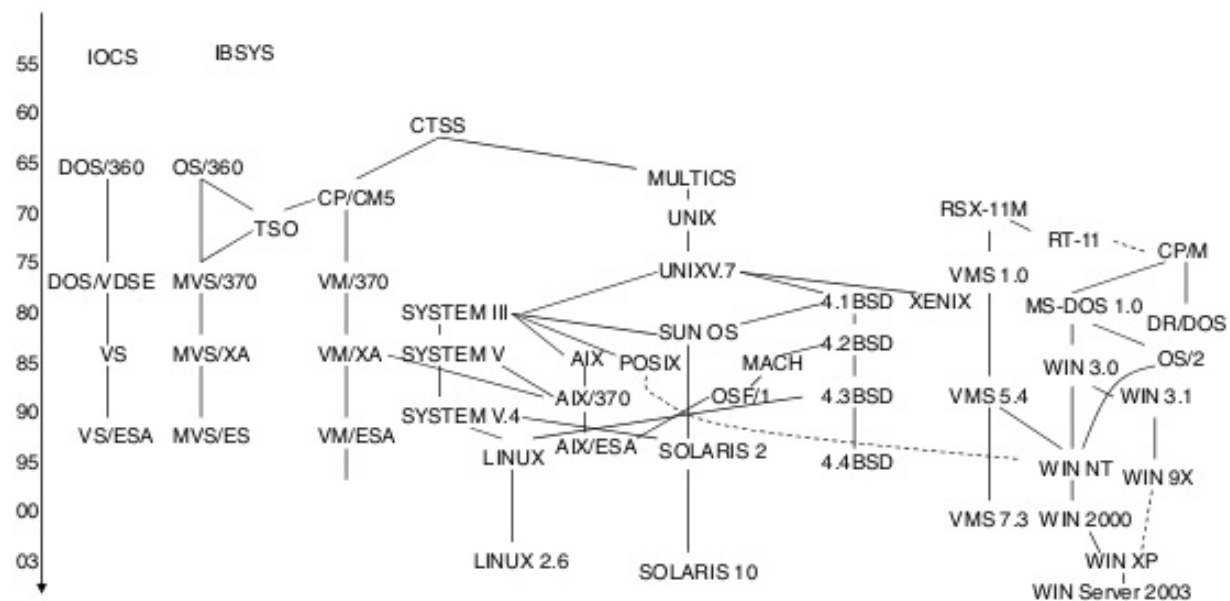 55 IOCS IBSYS
60
CTSS
65 DOS/360 OS/360
MULTICS
CP/CM5
70 TSO UNIX RSX-11M
RT-11 CP/M
75 UNIXV.7
DOS/VDSE MVS/370 VM/370 VMS 1.0
80 SYSTEM III 4.1BSD XENIX MS-DOS 1.0
SUN OS DR/DOS
VS MVS/XA VM/XA SYSTEM V 4.2BSD
85 AIX POSIX MACH WIN 3.0 OS/2
AIX/370 OSF/1 4.3BSD VMS 5.4 WIN 3.1
90 SYSTEM V.4
VS/ESA MVS/ES VM/ESA
AIX/ESA SOLARIS 2
95 LINUX 4.4BSD WIN NT
WIN 9X
00 VMS 7.3 WIN 2000
03 LINUX 2.6 SOLARIS 10 WIN XP
WIN Server 2003